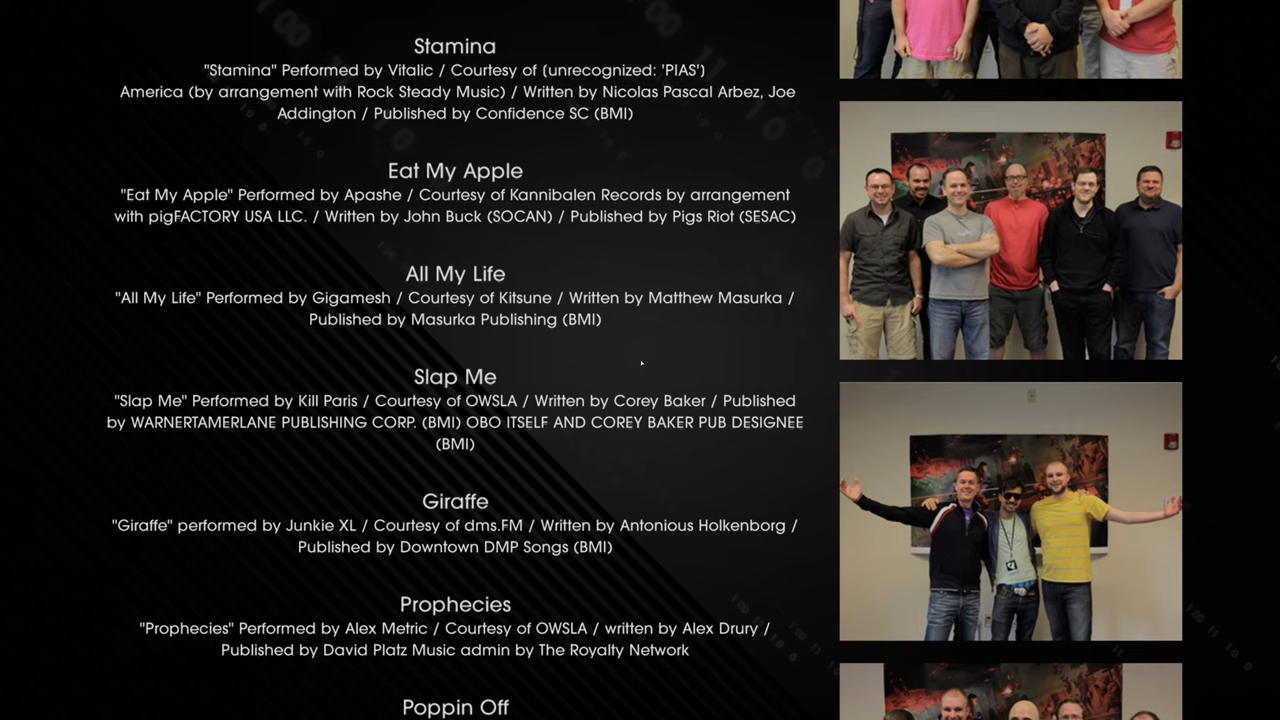 Stamina
"Stamina" Performed by Vitalic / Courtesy of [unrecognized: 'PIAS']
America (by arrangement with Rock Steady Music) / Written by Nicolas Pascal Arbez, Joe
Addington / Published by Confidence SC (BMI)
Eat My Apple
"Eat My Apple" Performed by Apashe / Courtesy of Kannibalen Records by arrangement
with pigFACTORY USA LLC. / Written by John Buck (SOCAN) / Published by Pigs Riot (SESAC)
All My Life
"All My Life" Performed by Gigamesh / Courtesy of Kitsune / Written by Matthew Masurka /
Published by Masurka Publishing (BMI)
Slap Me
"Slap Me" Performed by Kill Paris / Courtesy of OWSLA / Written by Corey Baker / Published
by WARNERTAMERLANE PUBLISHING CORP. (BMI) OBO ITSELF AND COREY BAKER PUB DESIGNEE
(BMI)
Giraffe
"Giraffe" performed by Junkie XL / Courtesy of dms.FM / Written by Antonious Holkenborg /
Published by Downtown DMP Songs (BMI)
Prophecies
"Prophecies" Performed by Alex Metric / Courtesy of OWSLA / written by Alex Drury /
Published by David Platz Music admin by The Royalty Network
Poppin Off